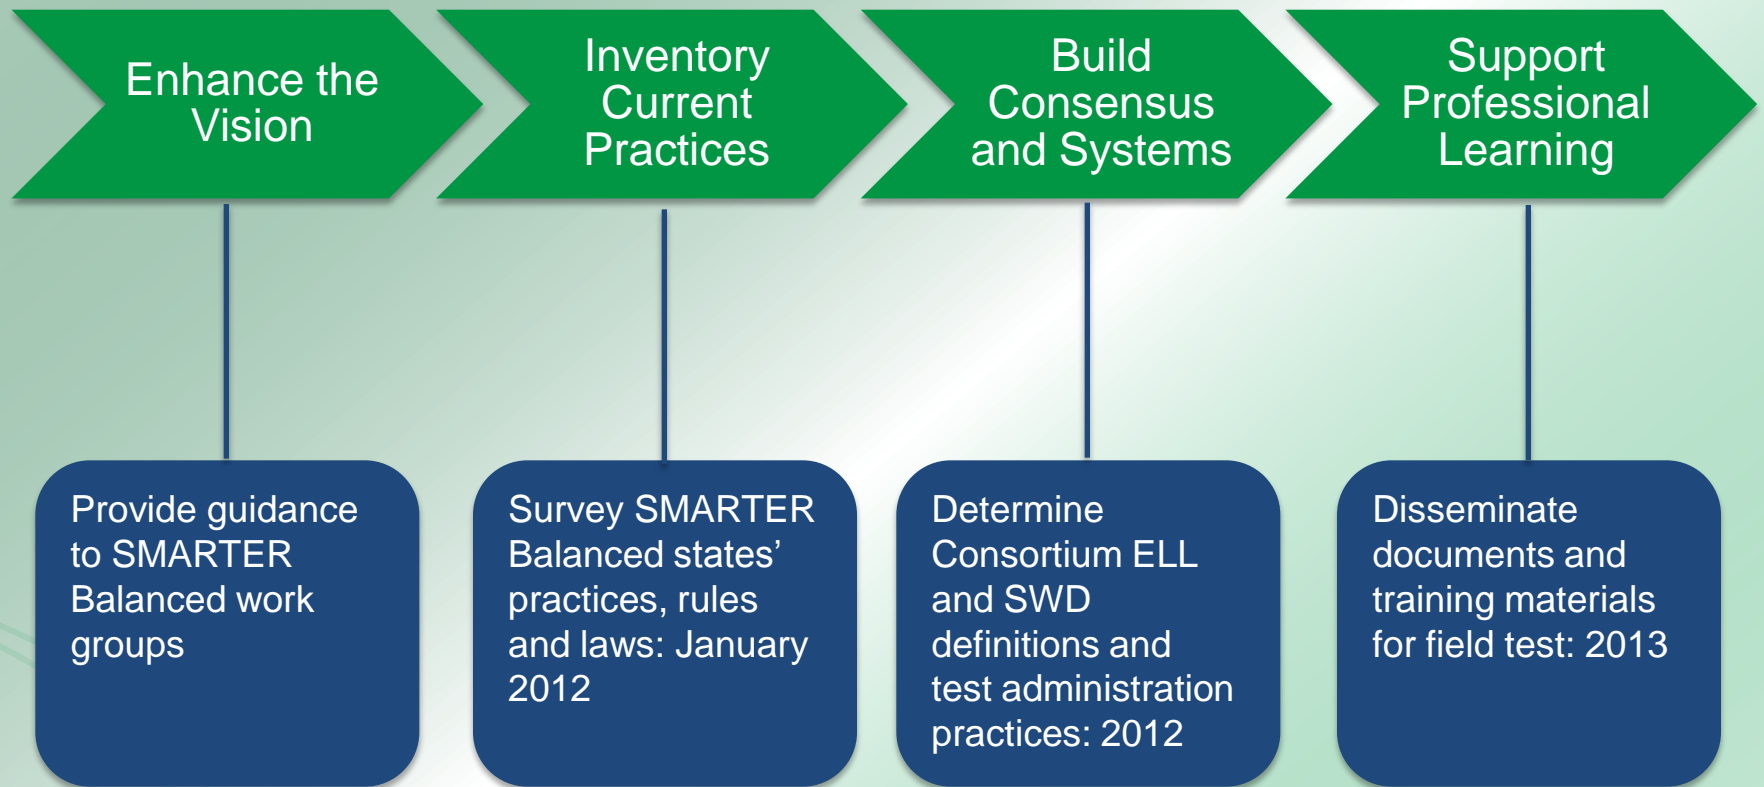 Enhance the
Vision
Inventory
Current
Practices
Build
Consensus
and Systems
Support
Professional
Learning
Provide guidance
to SMARTER
Balanced work
groups
Survey SMARTER
Balanced states’
practices, rules
and laws: January
2012
Determine
Consortium ELL
and SWD
definitions and
test administration
practices: 2012
Disseminate
documents and
training materials
for field test: 2013